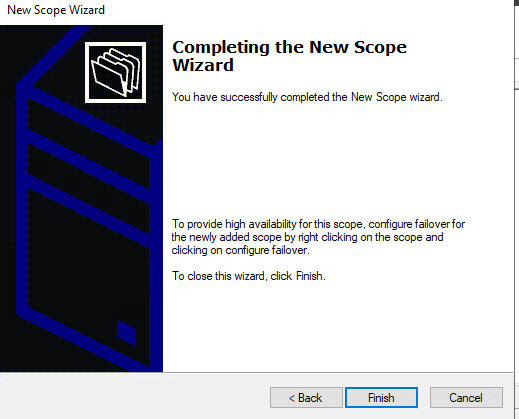 New Scope Wizard
Completing the New Scope
Wizard
You have successfully completed the New Scope wizard.
To provide high availability for this scope, configure failover for
the newly added scope by right clicking on the scope and
clicking on configure failover.
To close this wizard, click Finish.
< Back
Finish
Cancel